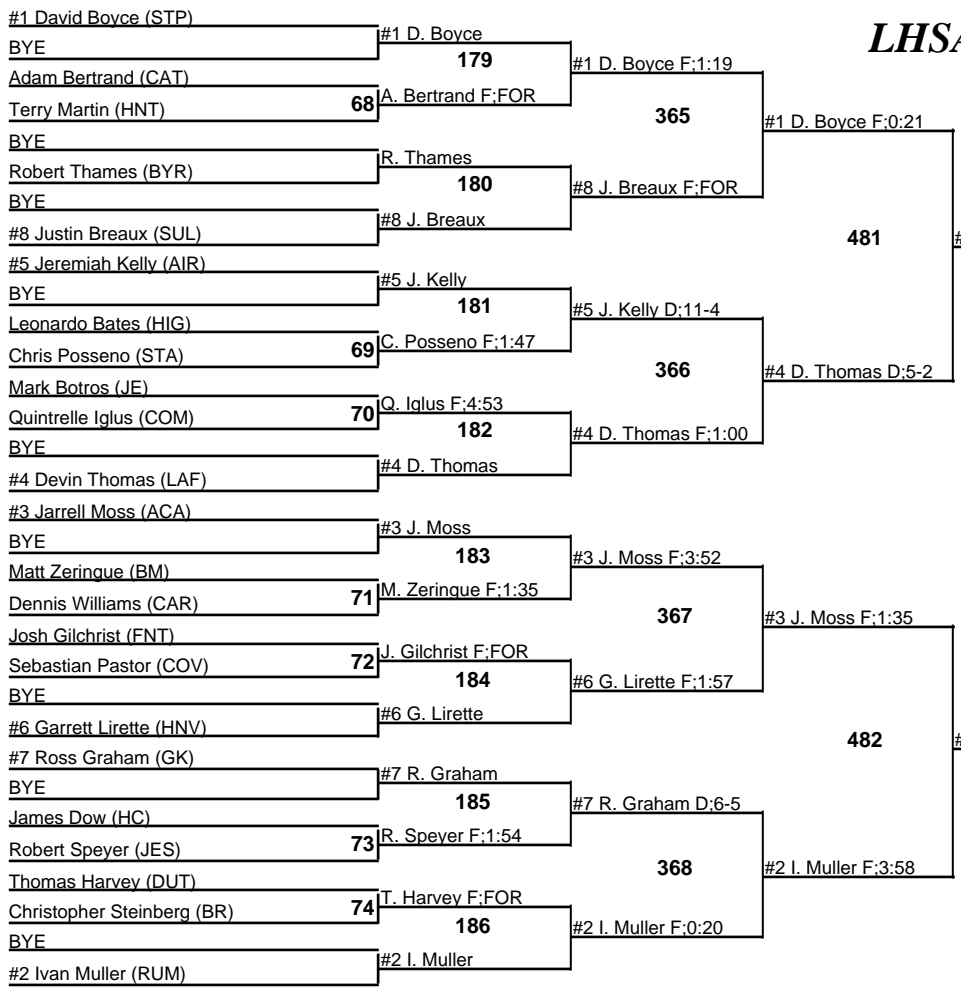 LHSA
#1 David Boyce (STP)
BYE
Adam Bertrand (CAT)
Terry Martin (HNT)
BYE
Robert Thames (BYR)
BYE
#8 Justin Breaux (SUL)
#5 Jeremiah Kelly (AIR)
BYE
Leonardo Bates (HIG)
Chris Posseno (STA)
Mark Botros (JE)
Quintrelle Iglus (COM)
BYE
#4 Devin Thomas (LAF)
#3 Jarrell Moss (ACA)
BYE
Matt Zeringue (BM)
Dennis Williams (CAR)
Josh Gilchrist (FNT)
Sebastian Pastor (COV)
BYE
#6 Garrett Lirette (HNV)
#7 Ross Graham (GK)
BYE
James Dow (HC)
Robert Speyer (JES)
Thomas Harvey (DUT)
Christopher Steinberg (BR)
BYE
#2 Ivan Muller (RUM)
68
69
70
71
72
73
74
#1 D. Boyce
179
A. Bertrand F;FOR
R. Thames
180
#8 J. Breaux
#5 J. Kelly
181
C. Posseno F;1:47
Q. Iglus F;4:53
182
#4 D. Thomas
#3 J. Moss
183
M. Zeringue F;1:35
J. Gilchrist F;FOR
184
#6 G. Lirette
#7 R. Graham
185
R. Speyer F;1:54
T. Harvey F;FOR
186
#2 I. Muller
#1 D. Boyce F;1:19
365
#8 J. Breaux F;FOR
#5 J. Kelly D;11-4
366
#4 D. Thomas F;1:00
#3 J. Moss F;3:52
367
#6 G. Lirette F;1:57
#7 R. Graham D;6-5
368
#2 I. Muller F;0:20
#1 D. Boyce F;0:21
481
#4 D. Thomas D;5-2
#3 J. Moss F;1:35
482
#2 I. Muller F;3:58
#
#